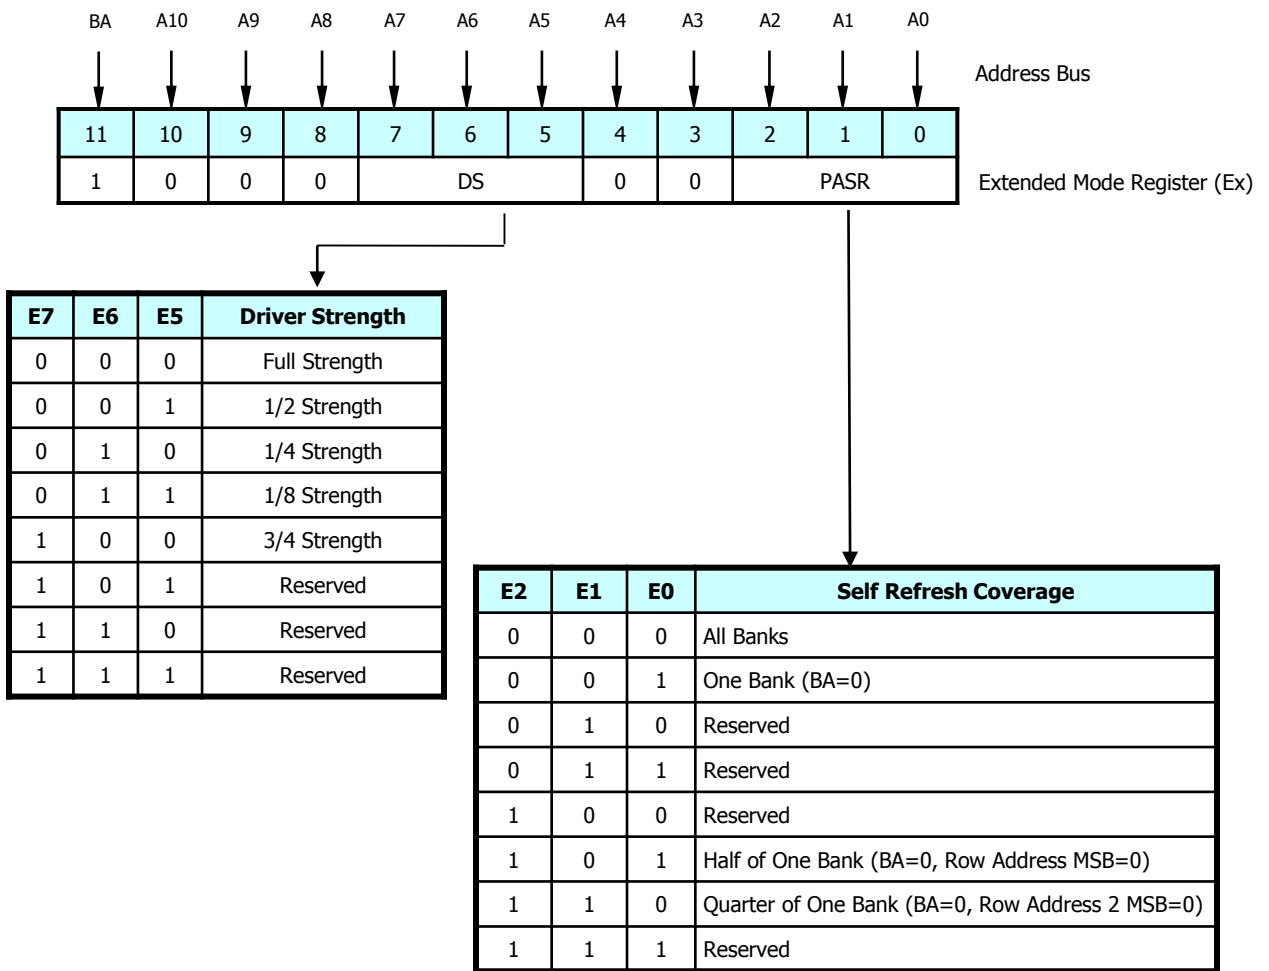 BA A10 A9 A8 A7 A6 A5 A4 A3 A2 A1 A0
Address Bus
11 10 9 8 7 6 5 4 3 2 1 0
1 0 0 0 DS 0 0 PASR
Extended Mode Register (Ex)
E7 E6 E5 Driver Strength
0 0 0 Full Strength
0 0 1 1/2 Strength
0 1 0 1/4 Strength
0 1 1 1/8 Strength
1 0 0 3/4 Strength
1 0 1 Reserved
1 1 0 Reserved
1 1 1 Reserved
E2 E1 E0 Self Refresh Coverage
0 0 0 All Banks
0 0 1 One Bank (BA=0)
0 1 0 Reserved
0 1 1 Reserved
1 0 0 Reserved
1 0 1 Half of One Bank (BA=0, Row Address MSB=0)
1 1 0 Quarter of One Bank (BA=0, Row Address 2 MSB=0)
1 1 1 Reserved